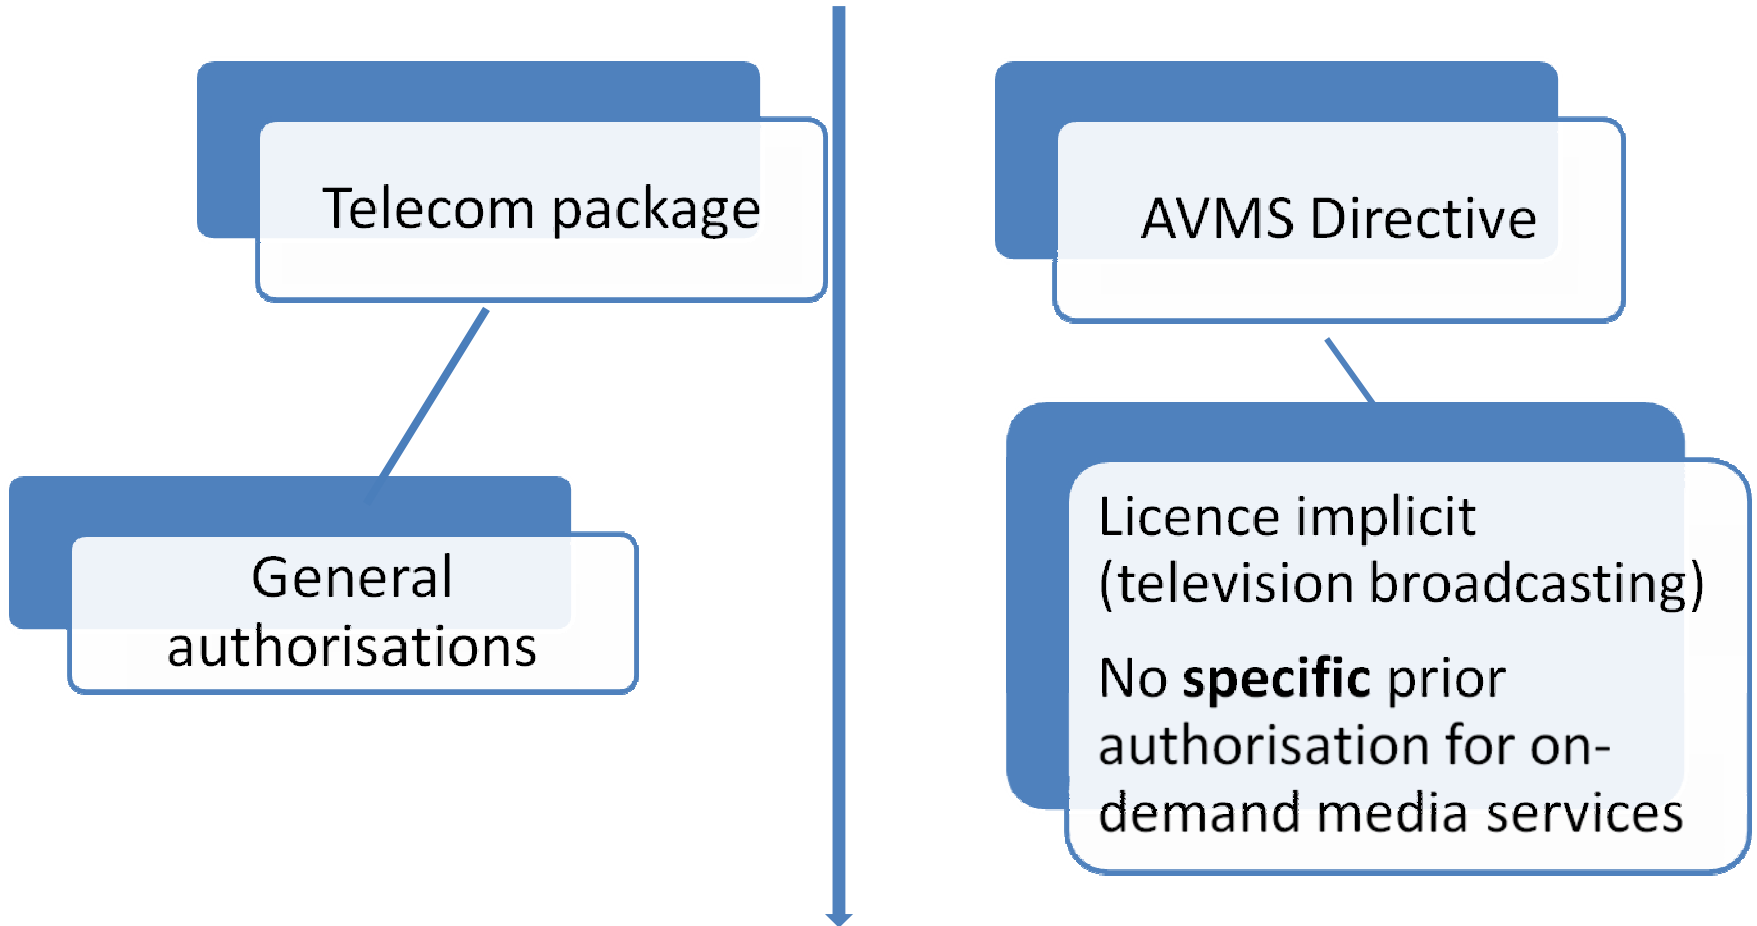 Telecom package
General
authorisations
AVMS Directive
Licence implicit
(television broadcasting)
No specific prior
authorisation for on-
demand media services